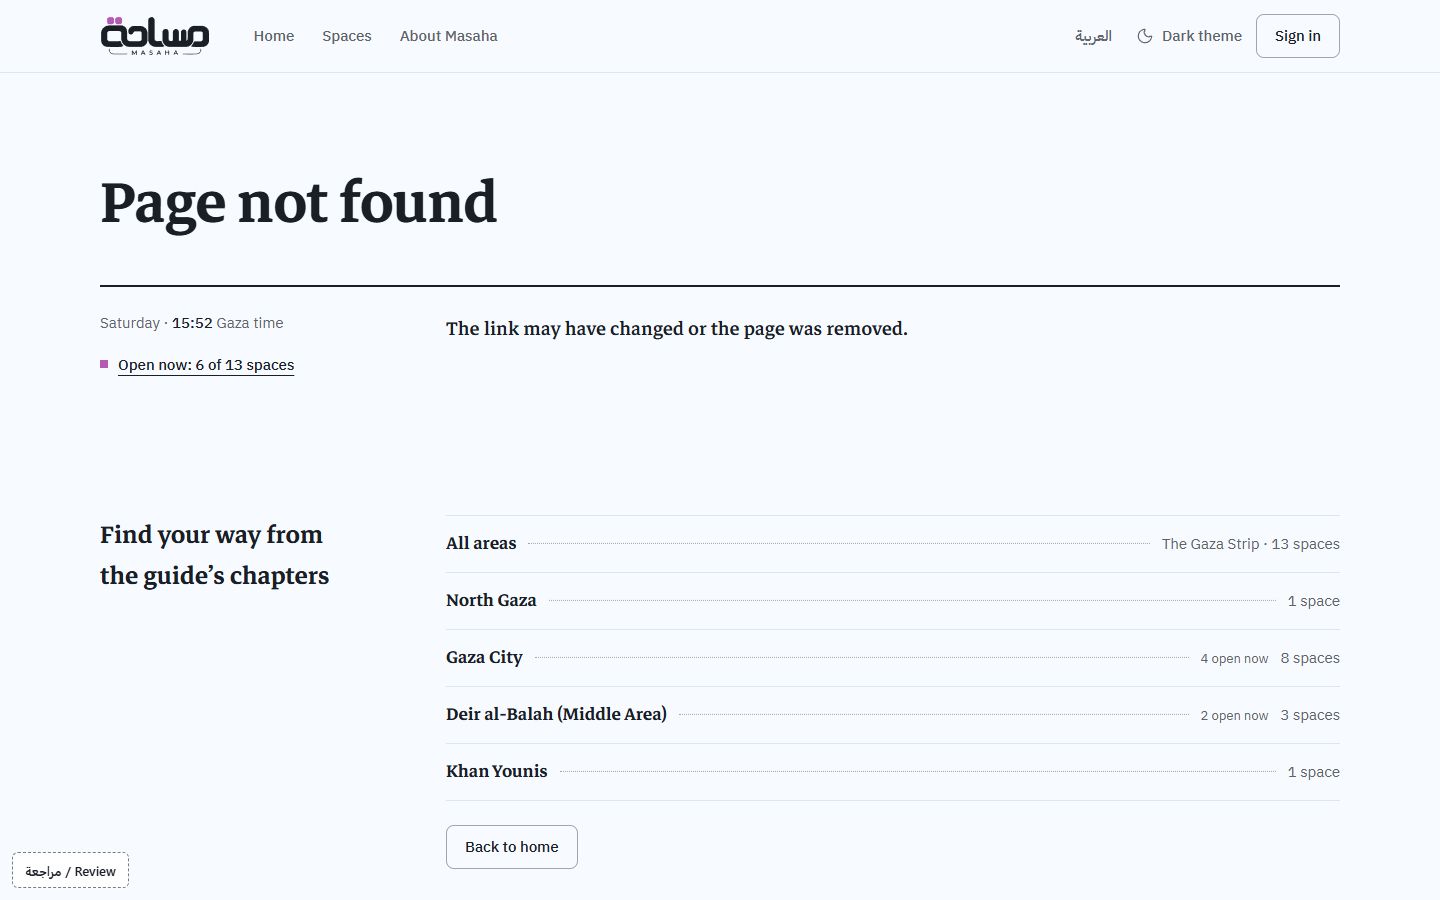 مساحة
MASAHA
Home
Spaces
About Masaha
العربية
Dark theme
Sign in
Page not found
Saturday · 15:52 Gaza time
Open now: 6 of 13 spaces
The link may have changed or the page was removed.
Find your way from
the guide’s chapters
All areas The Gaza Strip · 13 spaces
North Gaza 1 space
Gaza City 4 open now 8 spaces
Deir al-Balah (Middle Area) 2 open now 3 spaces
Khan Younis 1 space
Back to home
مراجعة / Review